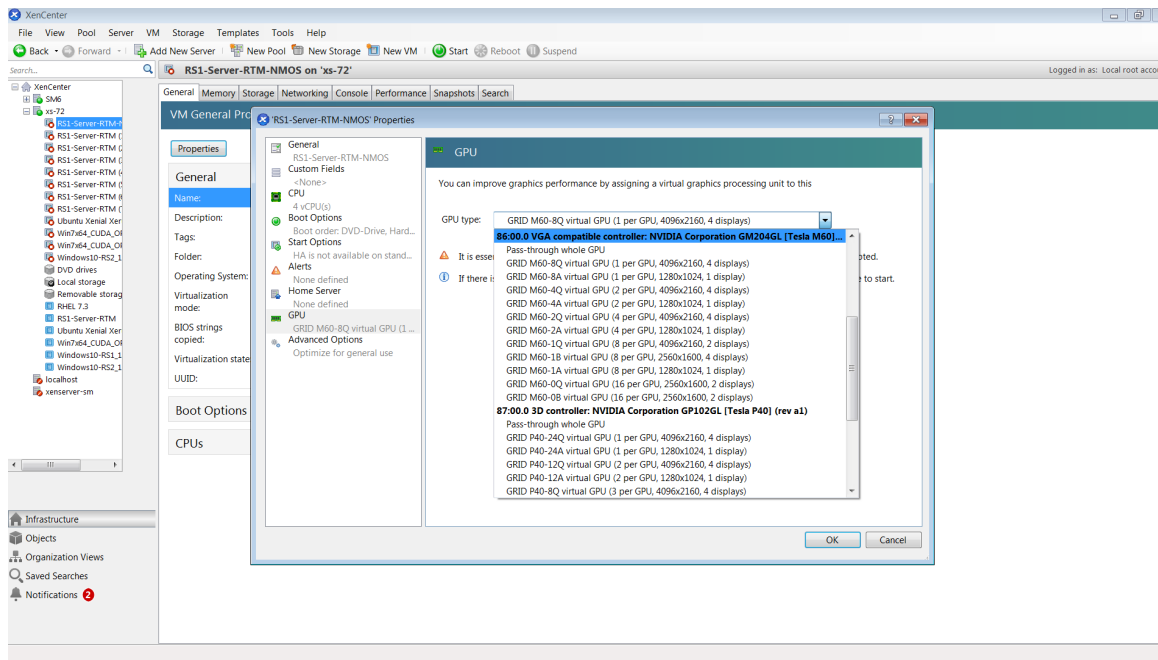 XenCenter
File View Pool Server VM Storage Templates Tools Help
Back Forward Add New Server New Pool New Storage New VM Start Reboot Suspend
Search...
RS1-Server-RTM-NMOS on 'xs-72'
Logged in as: Local root acco
XenCenter
SM6
xs-72
RS1-Server-RTM-N
RS1-Server-RTM (
RS1-Server-RTM (
RS1-Server-RTM (
RS1-Server-RTM (
RS1-Server-RTM (
RS1-Server-RTM (
RS1-Server-RTM (
Ubuntu Xenial Xer
Win7x64_CUDA_OF
Win7x64_CUDA_OF
Windows10-RS2_1
DVD drives
Local storage
Removable storag
RHEL 7.3
RS1-Server-RTM
Ubuntu Xenial Xer
Win7x64_CUDA_OF
Windows10-RS1_1
Windows10-RS2_1
localhost
xenserver-sm
Infrastructure
Objects
Organization Views
Saved Searches
Notifications 2
General Memory Storage Networking Console Performance Snapshots Search
VM General Pro
Properties
General
Name:
Description:
Tags:
Folder:
Operating System:
Virtualization
mode:
BIOS strings
copied:
Virtualization state
UUID:
Boot Options
CPUs
'RS1-Server-RTM-NMOS' Properties
General
RS1-Server-RTM-NMOS
Custom Fields
<None>
CPU
4 vCPU(s)
Boot Options
Boot order: DVD-Drive, Hard...
Start Options
HA is not available on stand...
Alerts
None defined
Home Server
None defined
GPU
GRID M60-8Q virtual GPU (1 ...
Advanced Options
Optimize for general use
GPU
You can improve graphics performance by assigning a virtual graphics processing unit to this
GPU type: GRID M60-8Q virtual GPU (1 per GPU, 4096x2160, 4 displays)
It is esse
oted.
If there i
e to start.
86:00.0 VGA compatible controller: NVIDIA Corporation GM204GL [Tesla M60]...
Pass-through whole GPU
GRID M60-8Q virtual GPU (1 per GPU, 4096x2160, 4 displays)
GRID M60-8A virtual GPU (1 per GPU, 1280x1024, 1 display)
GRID M60-4Q virtual GPU (2 per GPU, 4096x2160, 4 displays)
GRID M60-4A virtual GPU (2 per GPU, 1280x1024, 1 display)
GRID M60-2Q virtual GPU (4 per GPU, 4096x2160, 4 displays)
GRID M60-2A virtual GPU (4 per GPU, 1280x1024, 1 display)
GRID M60-1Q virtual GPU (8 per GPU, 4096x2160, 2 displays)
GRID M60-1B virtual GPU (8 per GPU, 2560x1600, 4 displays)
GRID M60-1A virtual GPU (8 per GPU, 1280x1024, 1 display)
GRID M60-0Q virtual GPU (16 per GPU, 2560x1600, 2 displays)
GRID M60-0B virtual GPU (16 per GPU, 2560x1600, 2 displays)
87:00.0 3D controller: NVIDIA Corporation GP102GL [Tesla P40] (rev a1)
Pass-through whole GPU
GRID P40-24Q virtual GPU (1 per GPU, 4096x2160, 4 displays)
GRID P40-24A virtual GPU (1 per GPU, 1280x1024, 1 display)
GRID P40-12Q virtual GPU (2 per GPU, 4096x2160, 4 displays)
GRID P40-12A virtual GPU (2 per GPU, 1280x1024, 1 display)
GRID P40-8Q virtual GPU (3 per GPU, 4096x2160, 4 displays)
OK Cancel